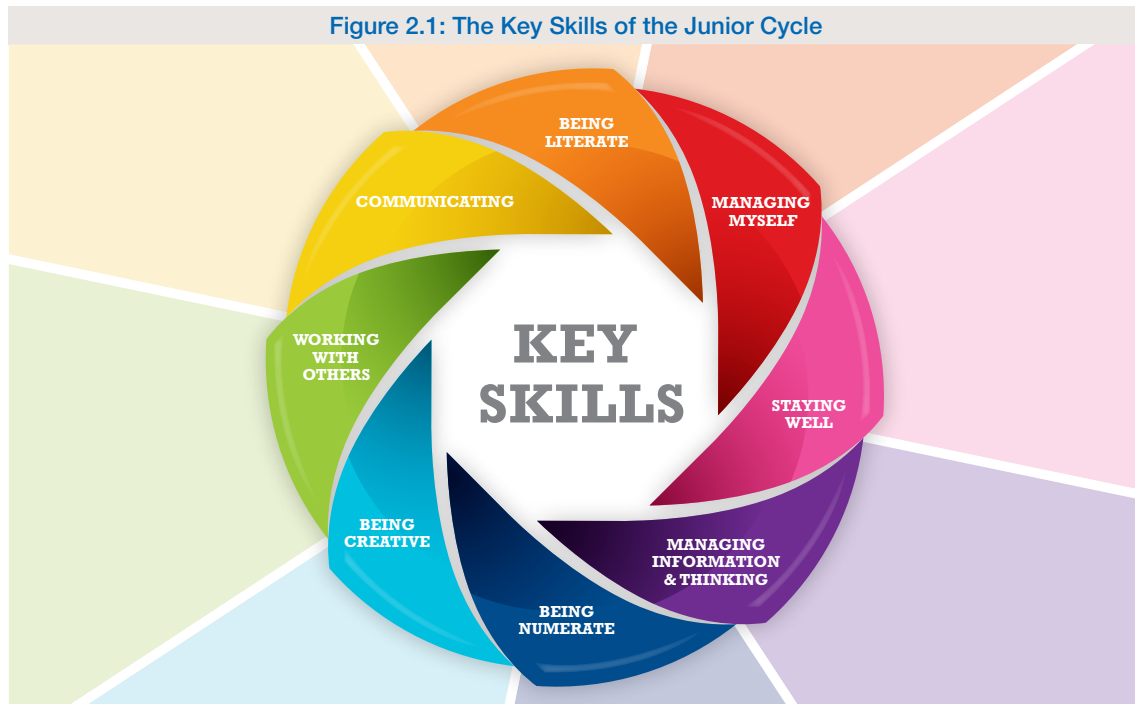 Figure 2.1: The Key Skills of the Junior Cycle
BEING
LITERATE
MANAGING
MYSELF
STAYING
WELL
MANAGING
INFORMATION
& THINKING
BEING
NUMERATE
BEING
CREATIVE
WORKING
WITH
OTHERS
COMMUNICATING
KEY
SKILLS